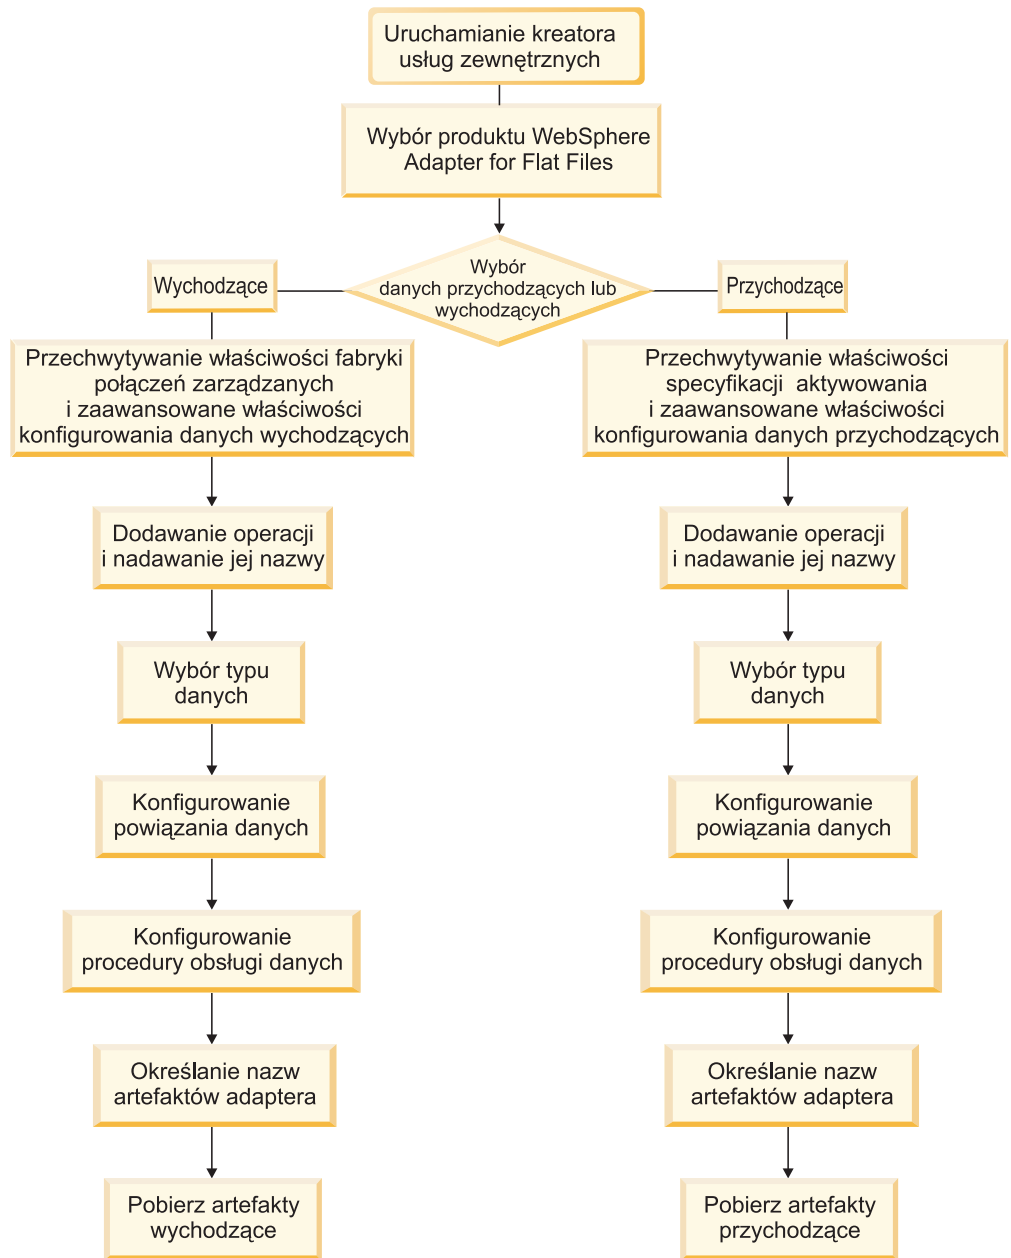 Uruchamianie kreatora
usług zewnętrznych
Wybór produktu WebSphere
Adapter for Flat Files
Wybór
danych przychodzących lub
wychodzących
Wychodzące
Przychodzące
Przechwytywanie właściwości fabryki
połączeń zarządzanych
i zaawansowane właściwości
konfigurowania danych wychodzących
Dodawanie operacji
i nadawanie jej nazwy
Wybór typu
danych
Konfigurowanie
powiązania danych
Konfigurowanie
procedury obsługi danych
Określanie nazw
artefaktów adaptera
Pobierz artefakty
wychodzące
Przechwytywanie właściwości
specyfikacji aktywowania
i zaawansowane właściwości
konfigurowania danych przychodzących
Dodawanie operacji
i nadawanie jej nazwy
Wybór typu
danych
Konfigurowanie
powiązania danych
Konfigurowanie
procedury obsługi danych
Określanie nazw
artefaktów adaptera
Pobierz artefakty
przychodzące